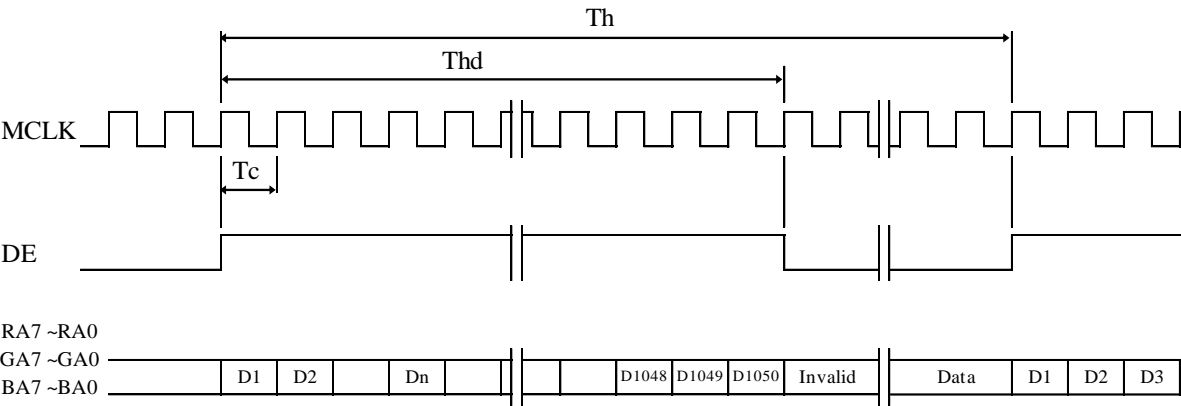 Th
Thd
MCLK
Tc
DE
RA7 ~RA0
GA7 ~GA0
BA7 ~BA0
D1 D2 Dn D1048 D1049 D1050 Invalid Data D1 D2 D3